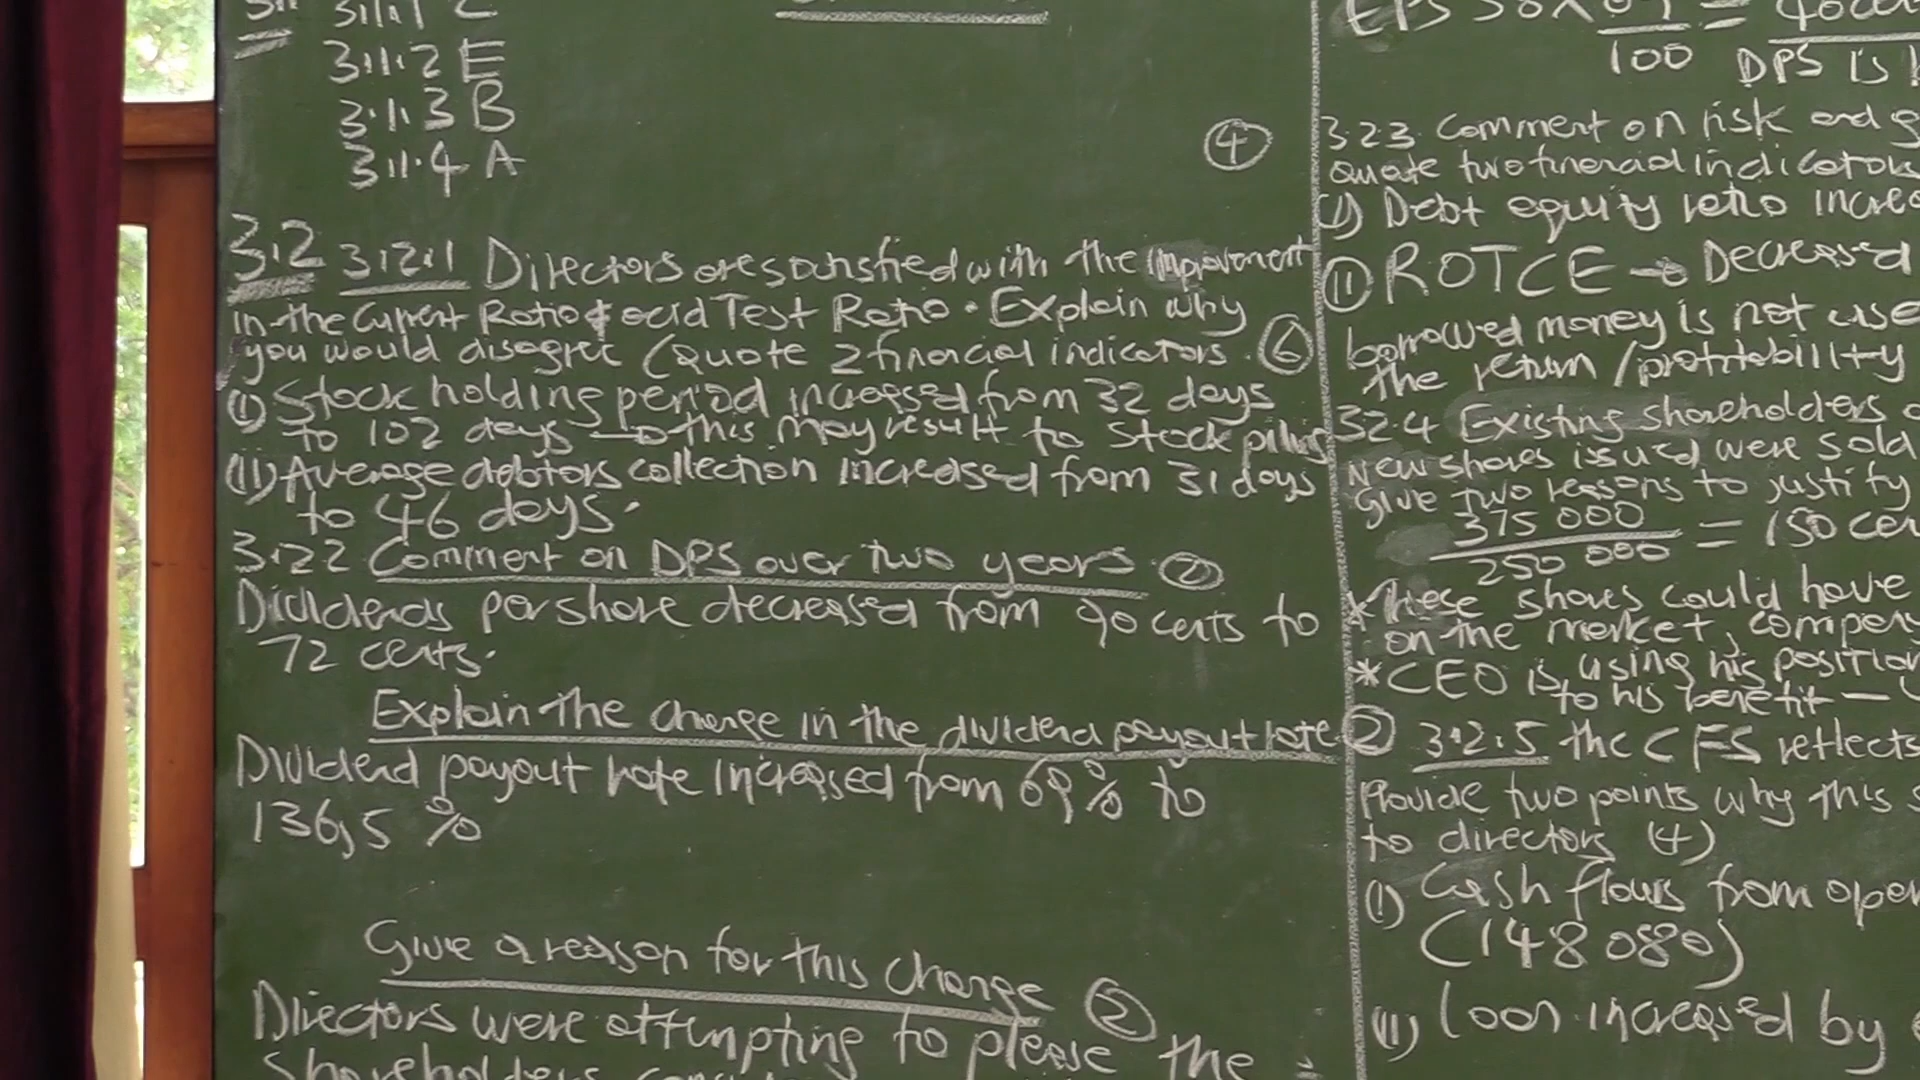 3.1.1 C
3.1.2 E
3.1.3 B
3.1.4 A
④
3.2 3.2.1 Directors are satisfied with the improvement
in the Current Ratio & acid Test Ratio. Explain why
you would disagree (Quote 2 financial indicators. ⑥
(i) Stock holding period increased from 32 days
to 102 days → this may result to stock piling
(ii) Average debtors collection increased from 31 days
to 46 days.
3.2.2 Comment on DPS over two years ②
Dividends per share decreased from 90 cents to
72 cents.
Explain the change in the dividend payout rate ②
Dividend payout rate increased from 69% to
136,5 %
Give a reason for this change ②
Directors were attempting to please the
Shareholders
EPS
100 DPS is
3.2.3 Comment on risk and
Quote two financial indicators
(i) Debt equity ratio
(ii) ROTCE → Decreased
borrowed money is not
the return / profitability
3.2.4 Existing shareholders
New shares issued were sold
Give two reasons to justify
375 000
250 000 = 150
*These shares could have
on the market, company
*CEO is using his position
to his benefit –
3.2.5 the CFS reflects
Provide two points why this
to directors (4)
(i) Cash flows from
(148 080)
(ii) loan increased by